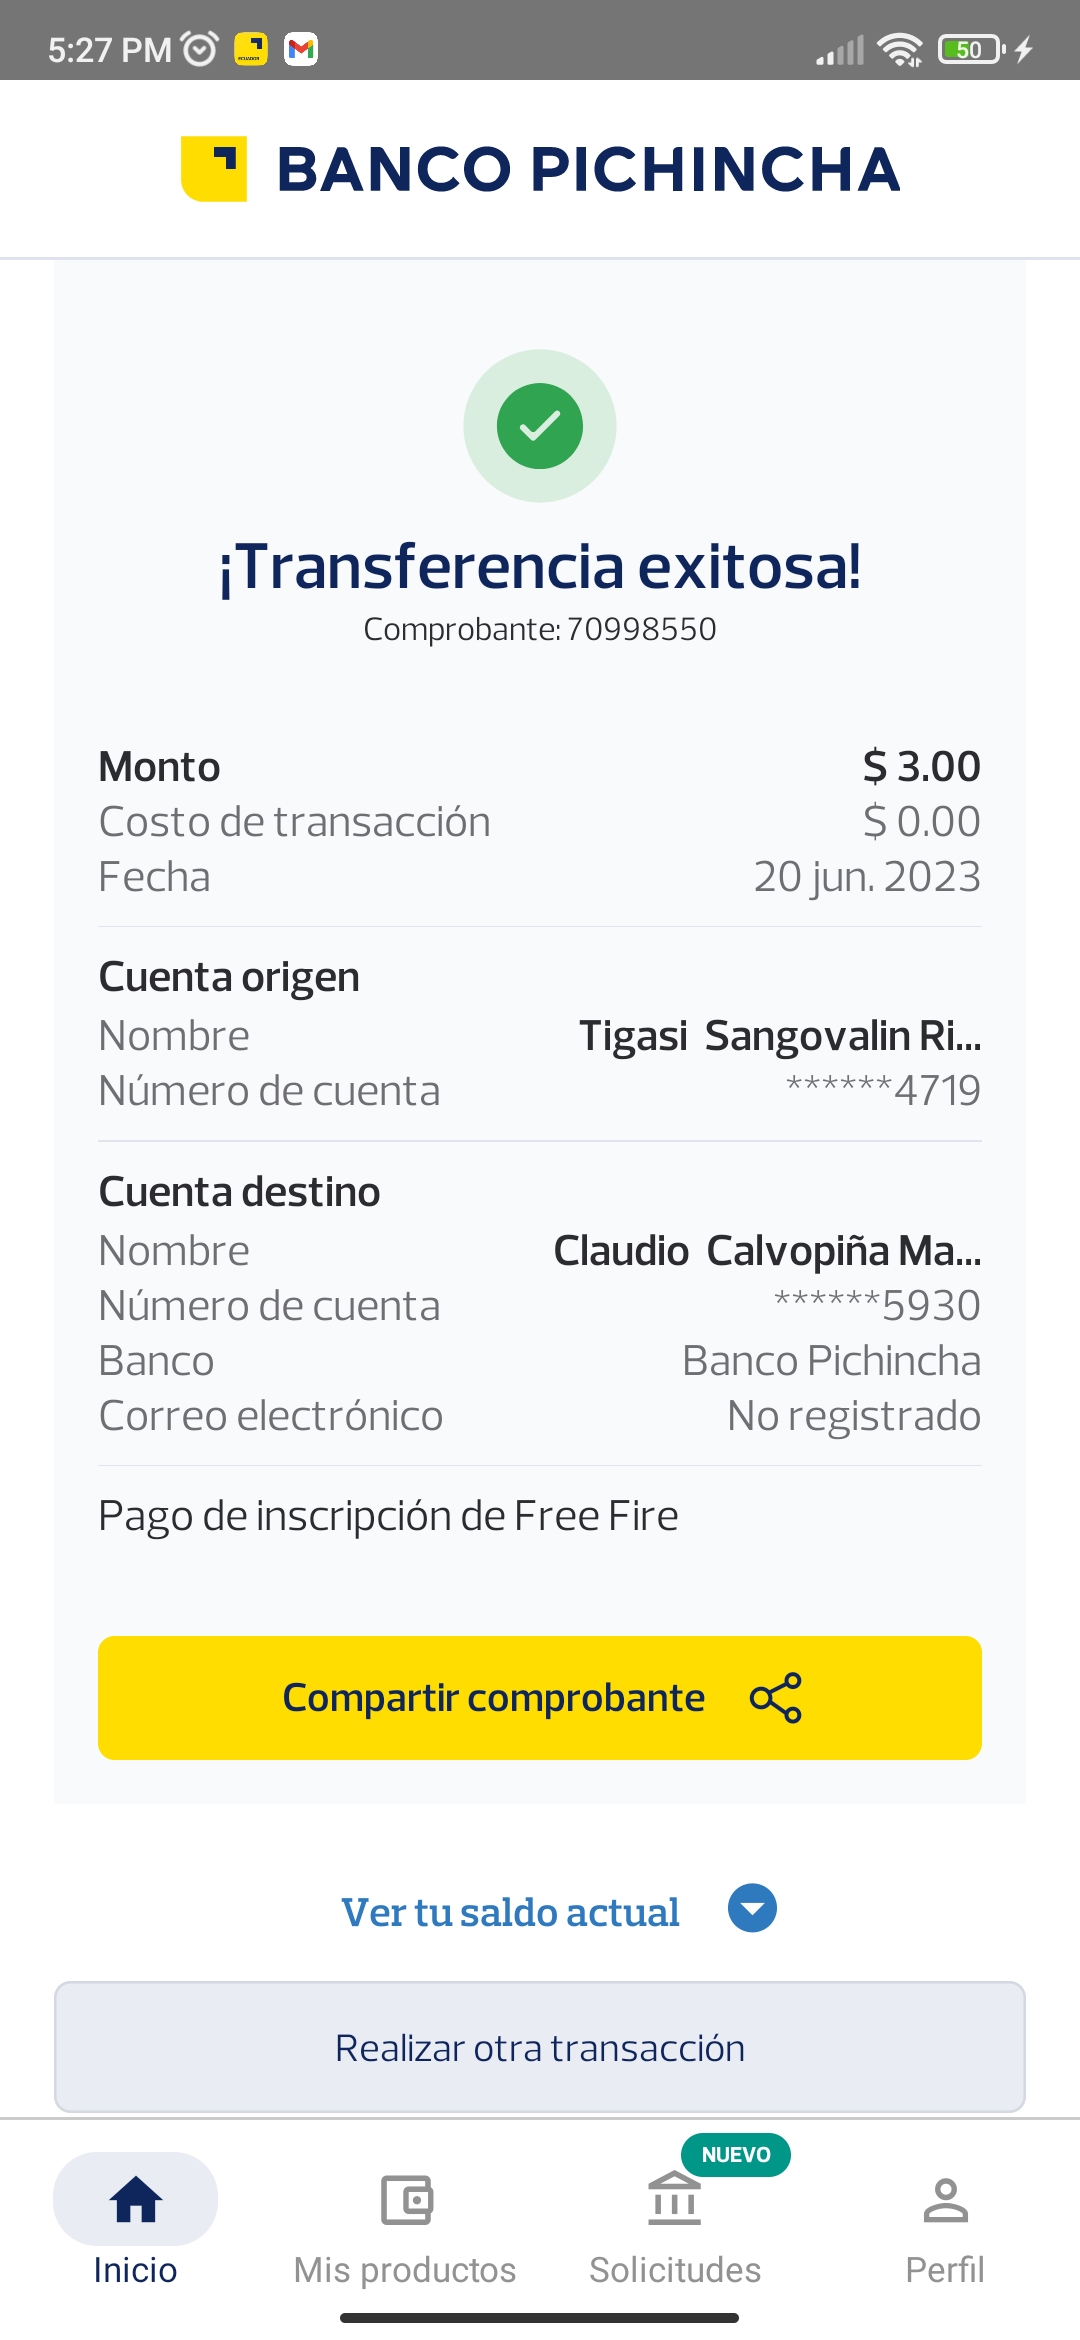 5:27 PM
50
BANCO PICHINCHA
¡Transferencia exitosa!
Comprobante: 70998550
Monto $ 3.00
Costo de transacción $ 0.00
Fecha 20 jun. 2023
Cuenta origen
Nombre Tigasi Sangovalin Ri...
Número de cuenta ******4719
Cuenta destino
Nombre Claudio Calvopiña Ma...
Número de cuenta ******5930
Banco Banco Pichincha
Correo electrónico No registrado
Pago de inscripción de Free Fire
Compartir comprobante
Ver tu saldo actual
Realizar otra transacción
NUEVO
Inicio Mis productos Solicitudes Perfil